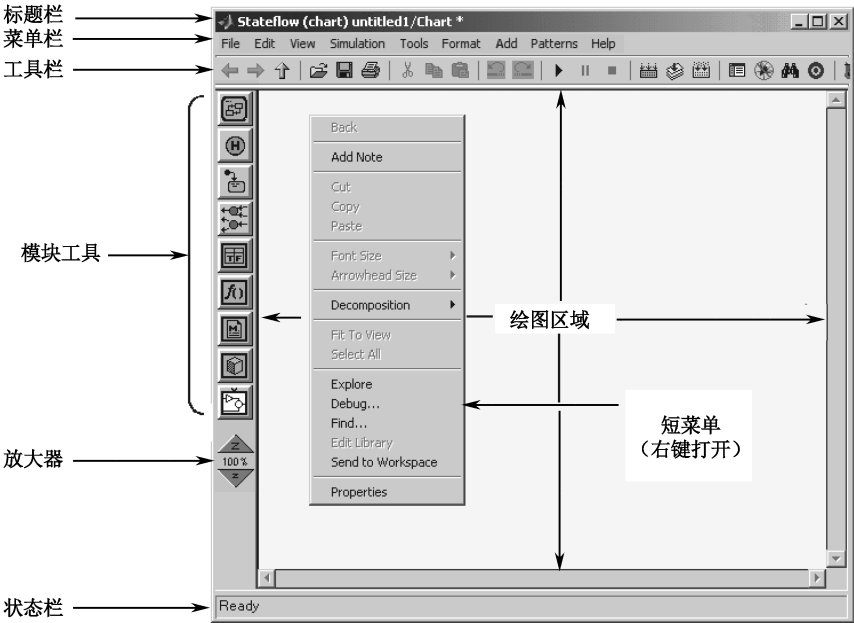 标题栏
Stateflow (chart) untitled1/Chart *
菜单栏
File Edit View Simulation Tools Format Add Patterns Help
工具栏
模块工具
H
T F
f()
M
Back
Add Note
Cut
Copy
Paste
Font Size
Arrowhead Size
Decomposition
Fit To View
Select All
Explore
Debug...
Find...
Edit Library
Send to Workspace
Properties
绘图区域
短菜单
（右键打开）
放大器
Z
100%
z
状态栏
Ready